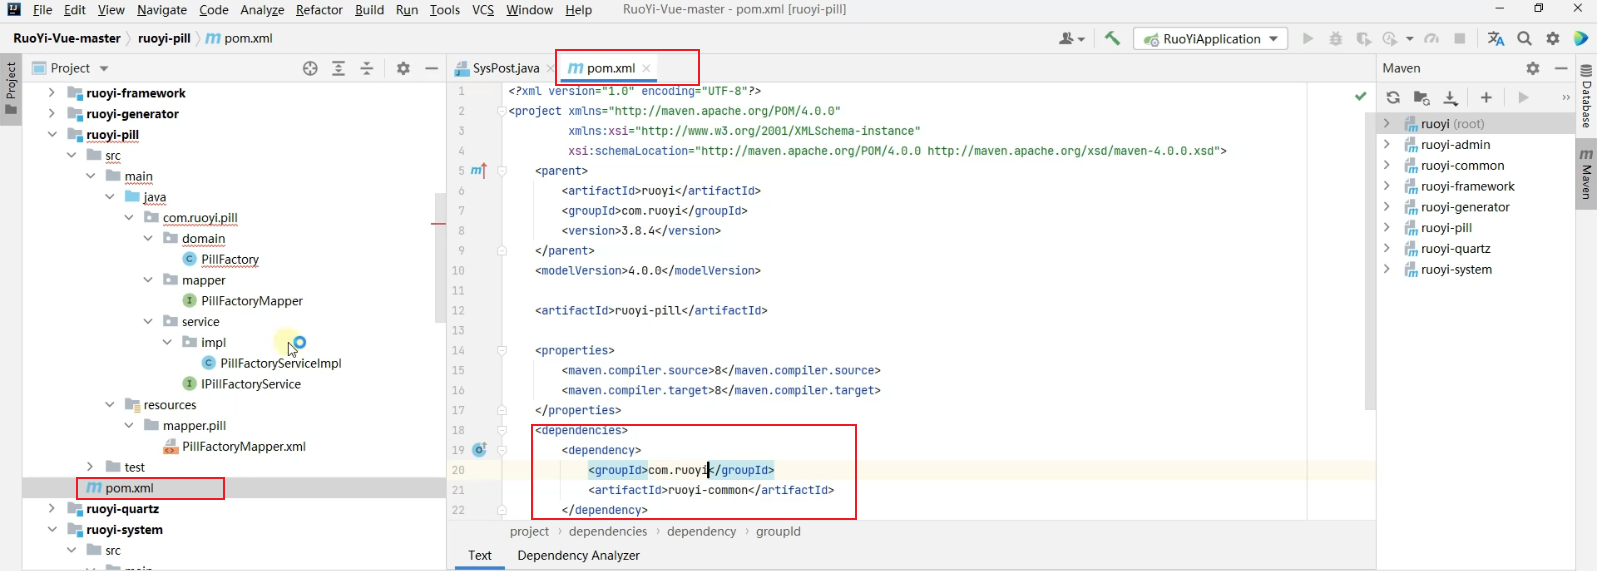 File Edit View Navigate Code Analyze Refactor Build Run Tools VCS Window Help RuoYi-Vue-master - pom.xml [ruoyi-pill]
RuoYi-Vue-master ruoyi-pill m pom.xml RuoYiApplication
Project
Project
SysPost.java
m pom.xml
Maven
ruoyi-framework
ruoyi-generator
ruoyi-pill
src
main
java
com.ruoyi.pill
domain
PillFactory
mapper
PillFactoryMapper
service
impl
PillFactoryServiceImpl
IPillFactoryService
resources
mapper.pill
PillFactoryMapper.xml
test
m pom.xml
ruoyi-quartz
ruoyi-system
src
main
1 <?xml version="1.0" encoding="UTF-8"?>
2 <project xmlns="http://maven.apache.org/POM/4.0.0"
3 xmlns:xsi="http://www.w3.org/2001/XMLSchema-instance"
4 xsi:schemaLocation="http://maven.apache.org/POM/4.0.0 http://maven.apache.org/xsd/maven-4.0.0.xsd">
5 <parent>
6 <artifactId>ruoyi</artifactId>
7 <groupId>com.ruoyi</groupId>
8 <version>3.8.4</version>
9 </parent>
10 <modelVersion>4.0.0</modelVersion>
11
12 <artifactId>ruoyi-pill</artifactId>
13
14 <properties>
15 <maven.compiler.source>8</maven.compiler.source>
16 <maven.compiler.target>8</maven.compiler.target>
17 </properties>
18 <dependencies>
19 <dependency>
20 <groupId>com.ruoyi</groupId>
21 <artifactId>ruoyi-common</artifactId>
22 </dependency>
project › dependencies › dependency › groupId
Text Dependency Analyzer
ruoyi (root)
ruoyi-admin
ruoyi-common
ruoyi-framework
ruoyi-generator
ruoyi-pill
ruoyi-quartz
ruoyi-system
Database
m Maven